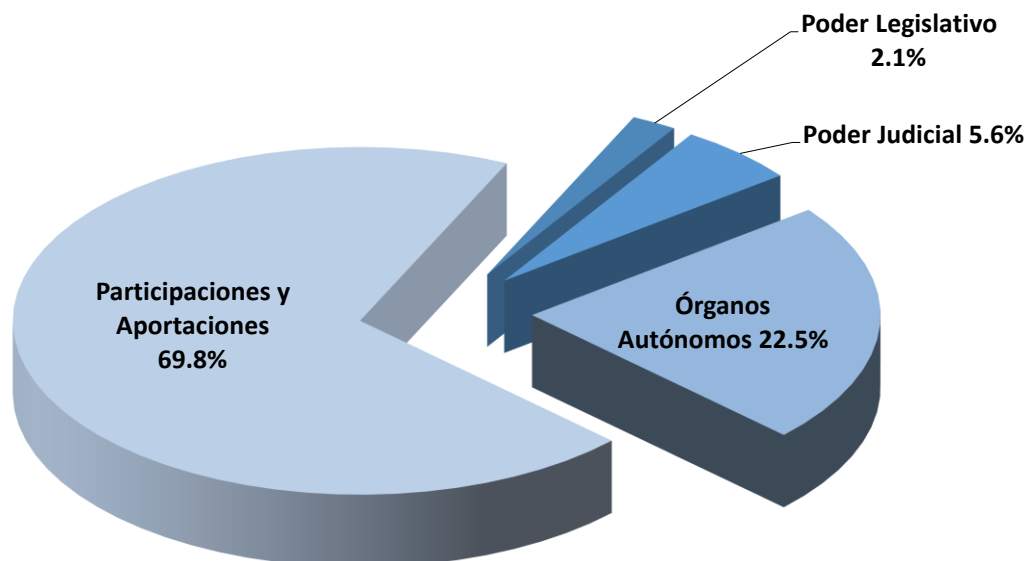 Poder Legislativo
2.1%
Poder Judicial 5.6%
Participaciones y
Aportaciones
69.8%
Órganos
Autónomos 22.5%